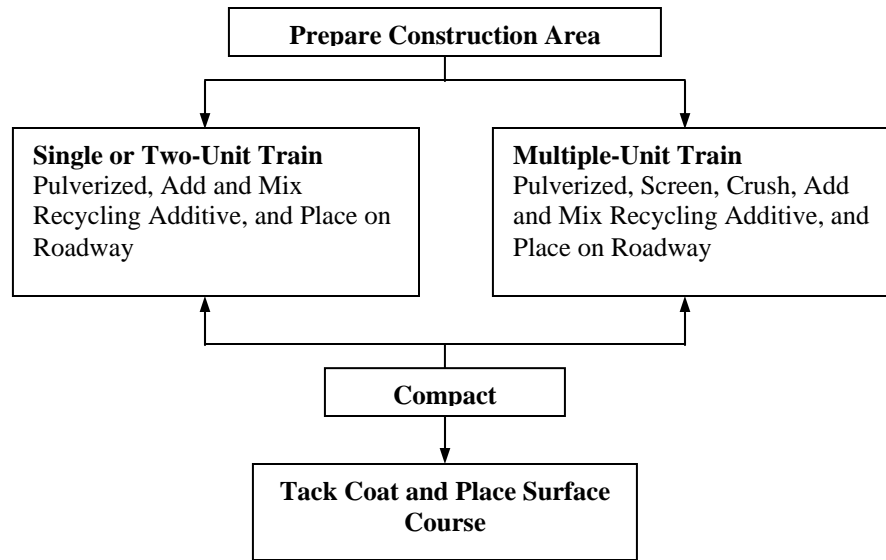 Prepare Construction Area
Single or Two-Unit Train
Pulverized, Add and Mix
Recycling Additive, and Place on
Roadway
Multiple-Unit Train
Pulverized, Screen, Crush, Add
and Mix Recycling Additive, and
Place on Roadway
Compact
Tack Coat and Place Surface
Course